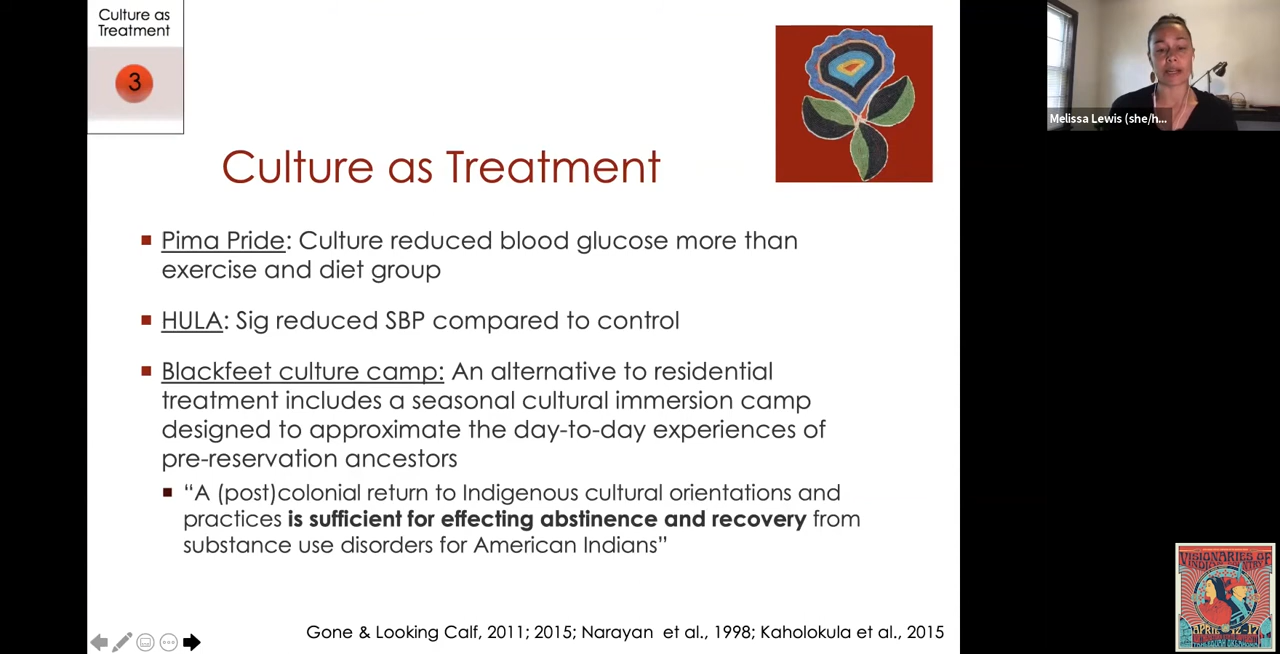 Culture as
Treatment
3
Melissa Lewis (she/h...
Culture as Treatment
Pima Pride: Culture reduced blood glucose more than
exercise and diet group
HULA: Sig reduced SBP compared to control
Blackfeet culture camp: An alternative to residential
treatment includes a seasonal cultural immersion camp
designed to approximate the day-to-day experiences of
pre-reservation ancestors
“A (post)colonial return to Indigenous cultural orientations and
practices is sufficient for effecting abstinence and recovery from
substance use disorders for American Indians”
Gone & Looking Calf, 2011; 2015; Narayan et al., 1998; Kaholokula et al., 2015
VISIONARIES OF
APRIL 12-17